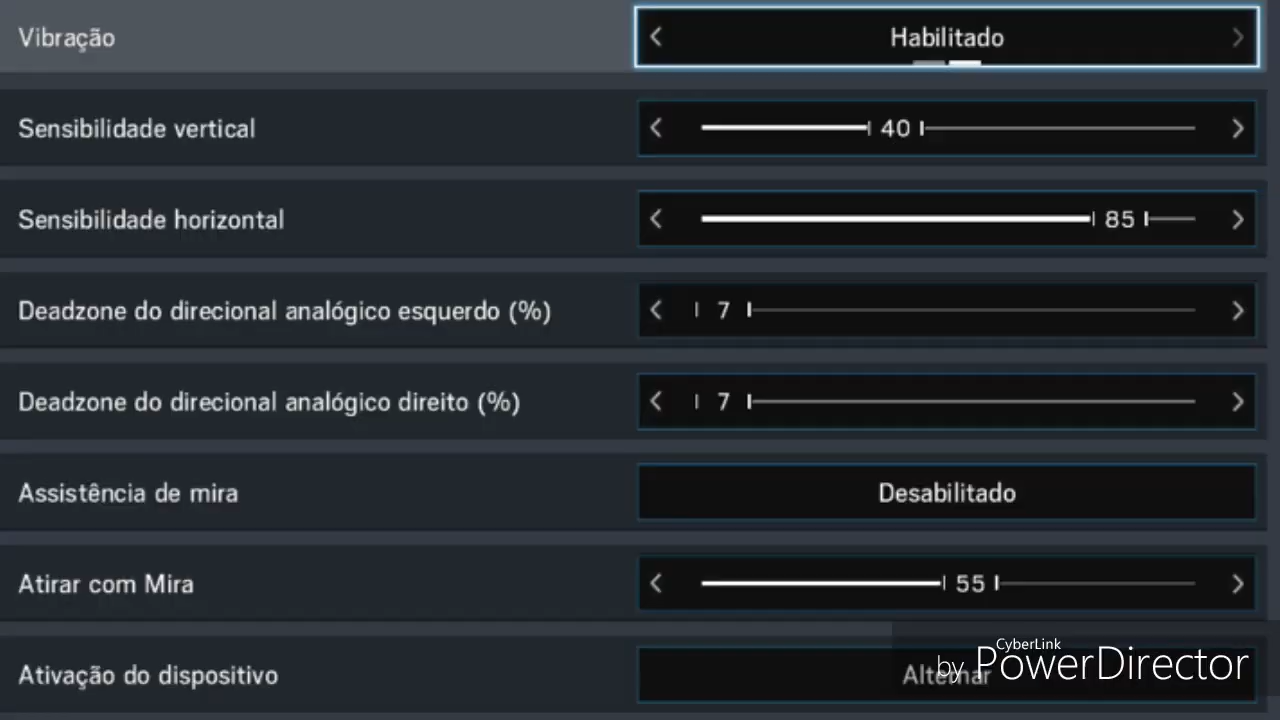 Vibração
Habilitado
Sensibilidade vertical
40
Sensibilidade horizontal
85
Deadzone do direcional analógico esquerdo (%)
7
Deadzone do direcional analógico direito (%)
7
Assistência de mira
Desabilitado
Atirar com Mira
55
Ativação do dispositivo
Alternar
CyberLink
by PowerDirector